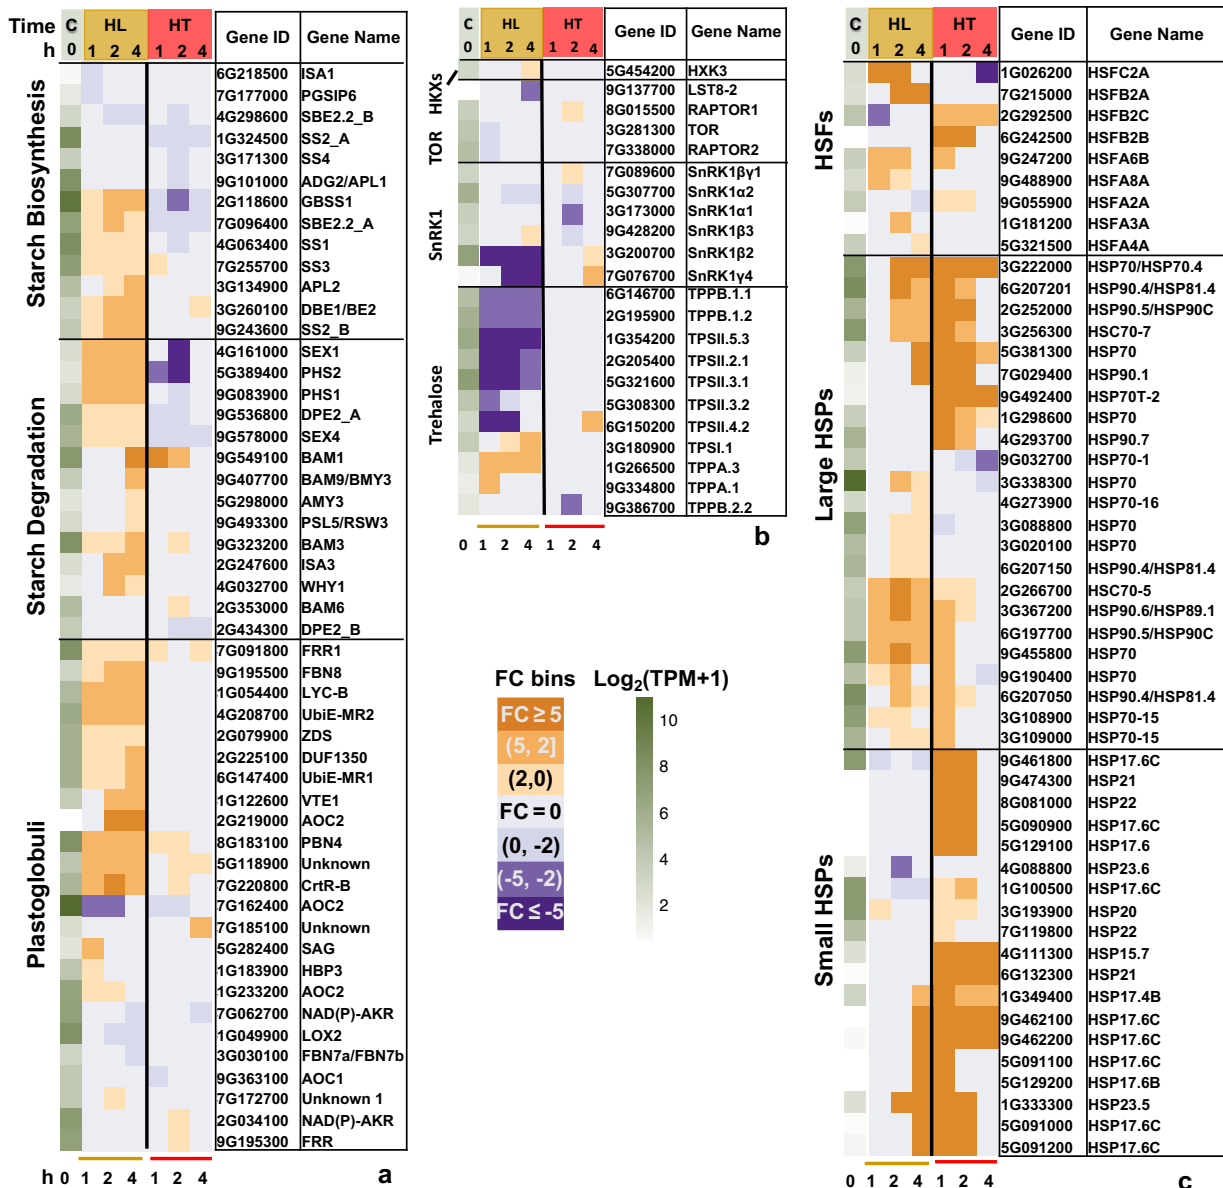 Time C HL HT Gene ID Gene Name
h 0 1 2 4 1 2 4
Starch Biosynthesis
6G218500 ISA1
7G177000 PGSIP6
4G298600 SBE2.2_B
1G324500 SS2_A
3G171300 SS4
9G101000 ADG2/APL1
2G118600 GBSS1
7G096400 SBE2.2_A
4G063400 SS1
7G255700 SS3
3G134900 APL2
3G260100 DBE1/BE2
9G243600 SS2_B
Starch Degradation
4G161000 SEX1
5G389400 PHS2
9G083900 PHS1
9G536800 DPE2_A
9G578000 SEX4
9G549100 BAM1
9G407700 BAM9/BMY3
5G298000 AMY3
9G493300 PSL5/RSW3
9G323200 BAM3
2G247600 ISA3
4G032700 WHY1
2G353000 BAM6
2G434300 DPE2_B
Plastoglobuli
7G091800 FRR1
9G195500 FBN8
1G054400 LYC-B
4G208700 UbiE-MR2
2G079900 ZDS
2G225100 DUF1350
6G147400 UbiE-MR1
1G122600 VTE1
2G219000 AOC2
8G183100 PBN4
5G118900 Unknown
7G220800 CrtR-B
7G162400 AOC2
7G185100 Unknown
5G282400 SAG
1G183900 HBP3
1G233200 AOC2
7G062700 NAD(P)-AKR
1G049900 LOX2
3G030100 FBN7a/FBN7b
9G363100 AOC1
7G172700 Unknown 1
2G034100 NAD(P)-AKR
9G195300 FRR
h 0 1 2 4 1 2 4
a
C HL HT Gene ID Gene Name
0 1 2 4 1 2 4
HKXs
5G454200 HXK3
TOR
9G137700 LST8-2
8G015500 RAPTOR1
3G281300 TOR
7G338000 RAPTOR2
SnRK1
7G089600 SnRK1βγ1
5G307700 SnRK1α2
3G173000 SnRK1α1
9G428200 SnRK1β3
3G200700 SnRK1β2
7G076700 SnRK1γ4
Trehalose
6G146700 TPPB.1.1
2G195900 TPPB.1.2
1G354200 TPSII.5.3
2G205400 TPSII.2.1
5G321600 TPSII.3.1
5G308300 TPSII.3.2
6G150200 TPSII.4.2
3G180900 TPSI.1
1G266500 TPPA.3
9G334800 TPPA.1
9G386700 TPPB.2.2
0 1 2 4 1 2 4
b
FC bins
FC ≥ 5
(5, 2]
(2,0)
FC = 0
(0, -2)
(-5, -2)
FC ≤ -5
Log2(TPM+1)
10
8
6
4
2
C HL HT Gene ID Gene Name
0 1 2 4 1 2 4
HSFs
1G026200 HSFC2A
7G215000 HSFB2A
2G292500 HSFB2C
6G242500 HSFB2B
9G247200 HSFA6B
9G488900 HSFA8A
9G055900 HSFA2A
1G181200 HSFA3A
5G321500 HSFA4A
Large HSPs
3G222000 HSP70/HSP70.4
6G207201 HSP90.4/HSP81.4
2G252000 HSP90.5/HSP90C
3G256300 HSC70-7
5G381300 HSP70
7G029400 HSP90.1
9G492400 HSP70T-2
1G298600 HSP70
4G293700 HSP90.7
9G032700 HSP70-1
3G338300 HSP70
4G273900 HSP70-16
3G088800 HSP70
3G020100 HSP70
6G207150 HSP90.4/HSP81.4
2G266700 HSC70-5
3G367200 HSP90.6/HSP89.1
6G197700 HSP90.5/HSP90C
9G455800 HSP70
9G190400 HSP70
6G207050 HSP90.4/HSP81.4
3G108900 HSP70-15
3G109000 HSP70-15
Small HSPs
9G461800 HSP17.6C
9G474300 HSP21
8G081000 HSP22
5G090900 HSP17.6C
5G129100 HSP17.6
4G088800 HSP23.6
1G100500 HSP17.6C
3G193900 HSP20
7G119800 HSP22
4G111300 HSP15.7
6G132300 HSP21
1G349400 HSP17.4B
9G462100 HSP17.6C
9G462200 HSP17.6C
5G091100 HSP17.6C
5G129200 HSP17.6B
1G333300 HSP23.5
5G091000 HSP17.6C
5G091200 HSP17.6C
0 1 2 4 1 2 4
c